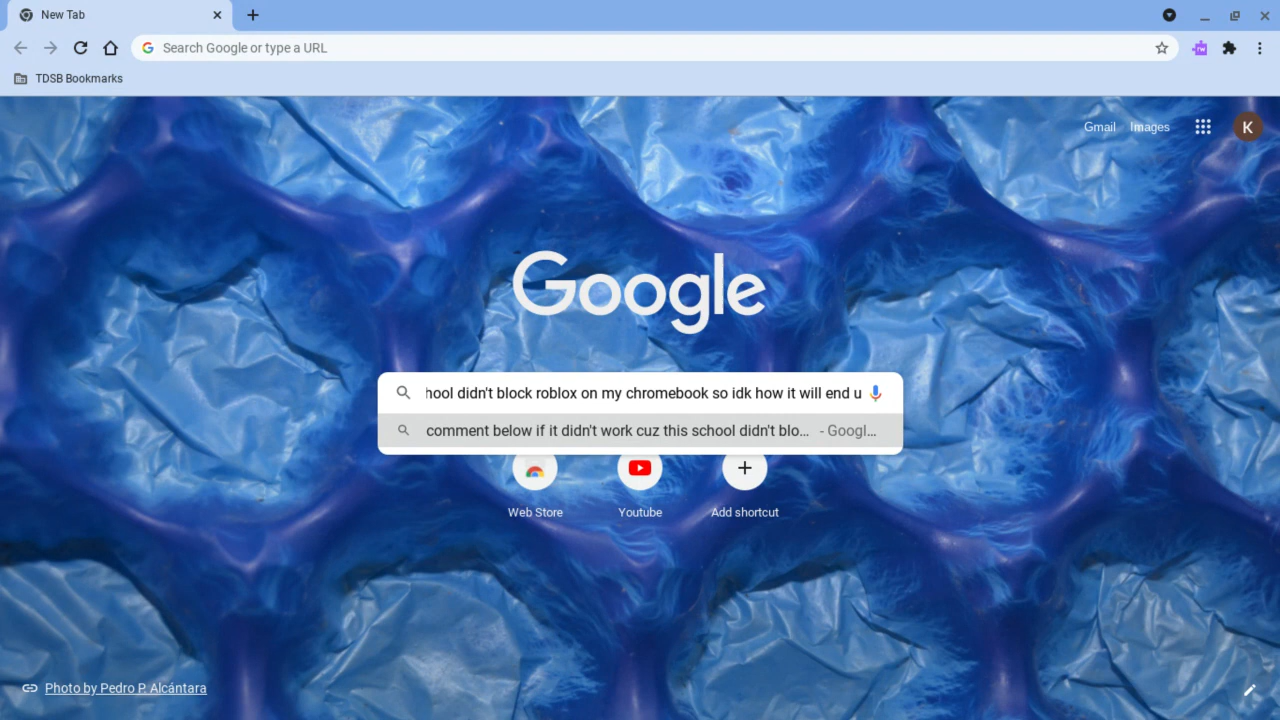 New Tab
Search Google or type a URL
TDSB Bookmarks
Gmail Images
K
Google
hool didn't block roblox on my chromebook so idk how it will end u
comment below if it didn't work cuz this school didn't blo... - Googl...
Web Store Youtube Add shortcut
Photo by Pedro P. Alcántara